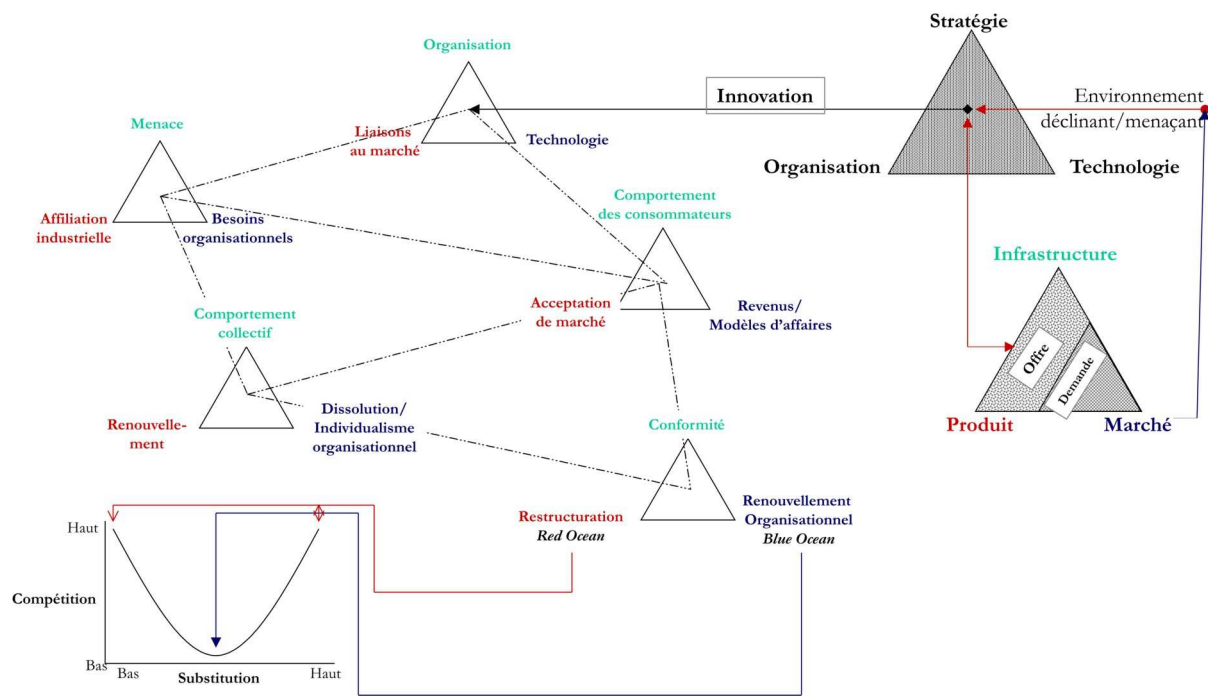 Stratégie
Organisation
Innovation
Environnement
déclinant/menaçant
Menace
Liaisons
au marché
Technologie
Organisation
Technologie
Comportement
des consommateurs
Affiliation
industrielle
Besoins
organisationnels
Infrastructure
Comportement
collectif
Acceptation
de marché
Revenus/
Modèles d'affaires
Offre
Demande
Renouvelle-
ment
Dissolution/
Individualisme
organisationnel
Conformité
Produit
Marché
Restructuration
Red Ocean
Renouvellement
Organisationnel
Blue Ocean
Haut
Compétition
Bas
Bas
Substitution
Haut